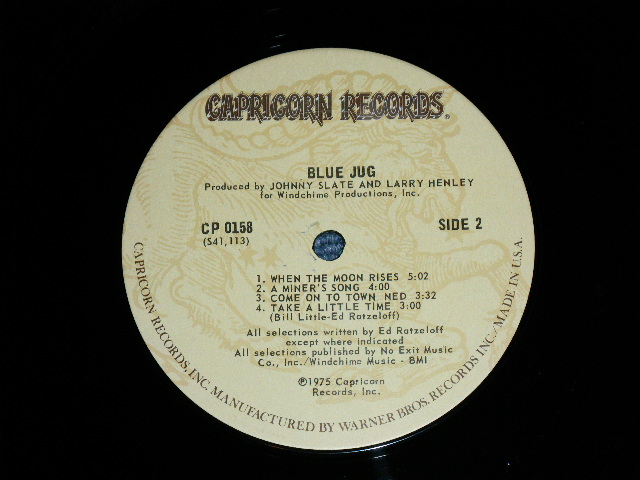 CAPRICORN RECORDS®
BLUE JUG
Produced by JOHNNY SLATE AND LARRY HENLEY
for Windchime Productions, Inc.
CP 0158
(S41,113)
SIDE 2
1. WHEN THE MOON RISES 5:02
2. A MINER'S SONG 4:00
3. COME ON TO TOWN NED 3:32
4. TAKE A LITTLE TIME 3:00
(Bill Little-Ed Ratzeloff)
All selections written by Ed Ratzeloff
except where indicated
All selections published by No Exit Music
Co., Inc./Windchime Music - BMI
℗1975 Capricorn
Records, Inc.
CAPRICORN RECORDS, INC. MANUFACTURED BY WARNER BROS. RECORDS INC./MADE IN U.S.A.